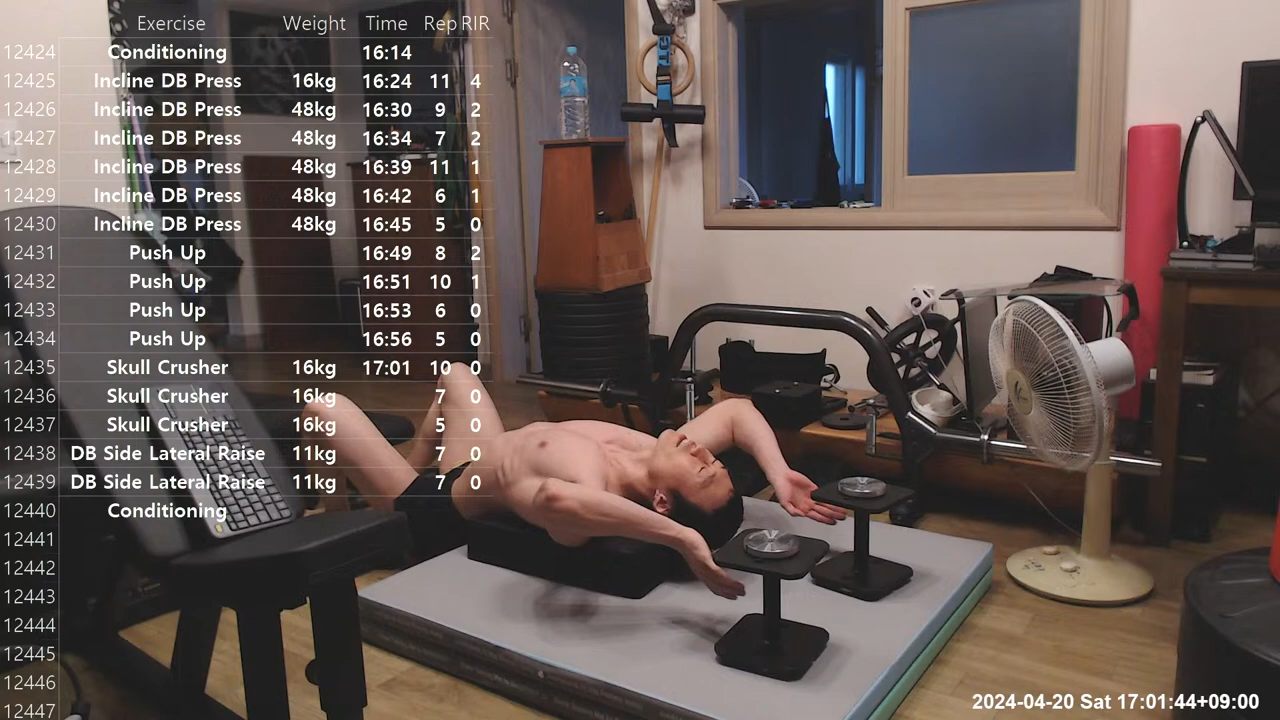 Exercise Weight Time Rep RIR
12424 Conditioning 16:14
12425 Incline DB Press 16kg 16:24 11 4
12426 Incline DB Press 48kg 16:30 9 2
12427 Incline DB Press 48kg 16:34 7 2
12428 Incline DB Press 48kg 16:39 11 1
12429 Incline DB Press 48kg 16:42 6 1
12430 Incline DB Press 48kg 16:45 5 0
12431 Push Up 16:49 8 2
12432 Push Up 16:51 10 1
12433 Push Up 16:53 6 0
12434 Push Up 16:56 5 0
12435 Skull Crusher 16kg 17:01 10 0
12436 Skull Crusher 16kg 7 0
12437 Skull Crusher 16kg 5 0
12438 DB Side Lateral Raise 11kg 7 0
12439 DB Side Lateral Raise 11kg 7 0
12440 Conditioning
12441
12442
12443
12444
12445
12446
12447
2024-04-20 Sat 17:01:44+09:00